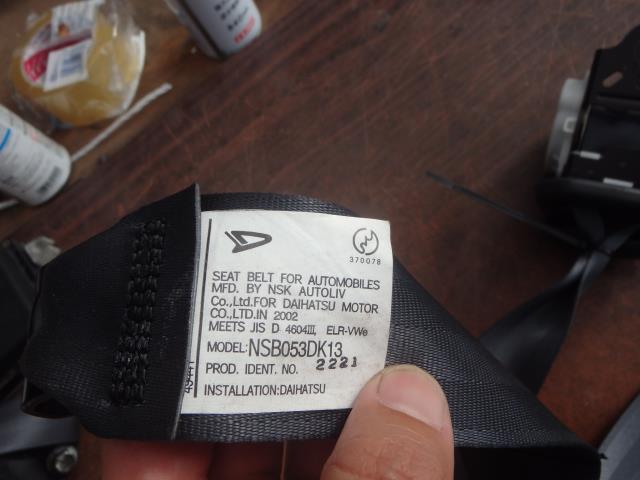 370078
SEAT BELT FOR AUTOMOBILES
MFD. BY NSK AUTOLIV
Co.,Ltd.FOR DAIHATSU MOTOR
CO.,LTD.IN 2002
MEETS JIS D 4604III, ELR-VWe
MODEL:NSB053DK13
PROD. IDENT. NO. 2221
INSTALLATION:DAIHATSU